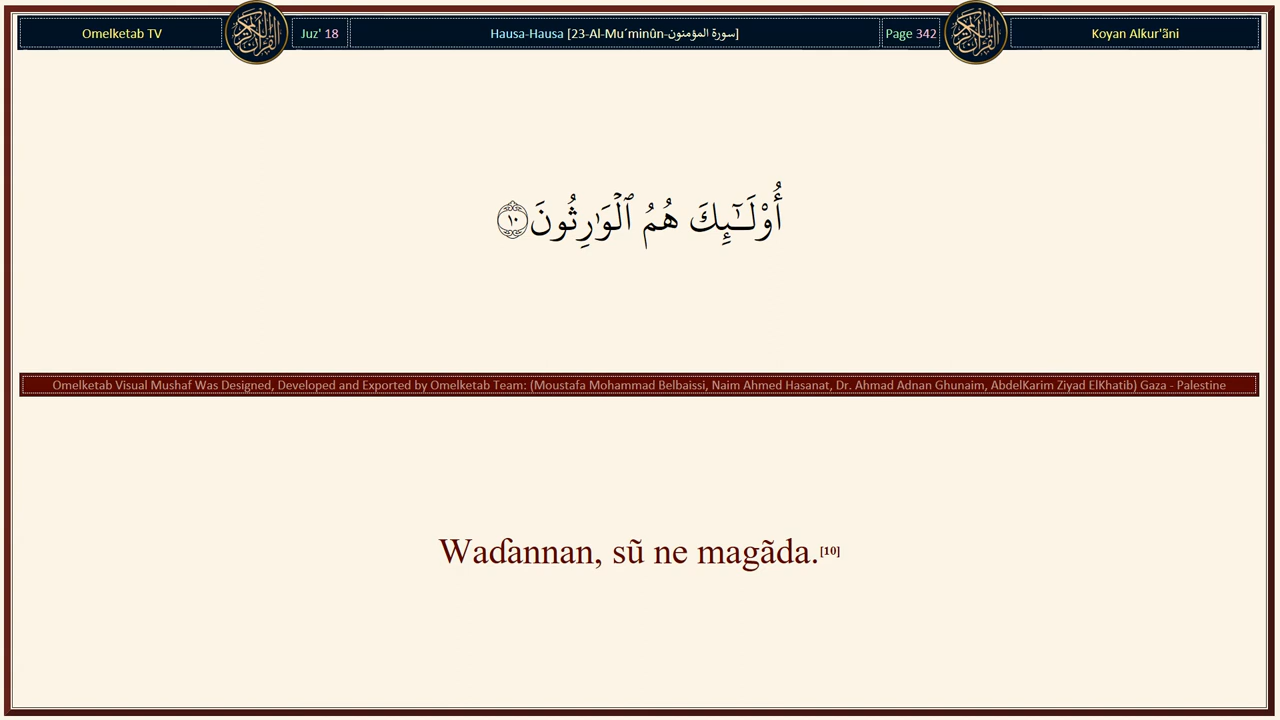 Omelketab TV
Juz' 18
Hausa-Hausa [23-Al-Mu´minûn-سورة المؤمنون]
Page 342
Koyan Alƙur'ãni
أُوْلَـٰٓئِكَ هُمُ ٱلۡوَٰرِثُونَ ١٠
Omelketab Visual Mushaf Was Designed, Developed and Exported by Omelketab Team: (Moustafa Mohammad Belbaissi, Naim Ahmed Hasanat, Dr. Ahmad Adnan Ghunaim, AbdelKarim Ziyad ElKhatib) Gaza - Palestine
Waɗannan, sũ ne magãda.[10]